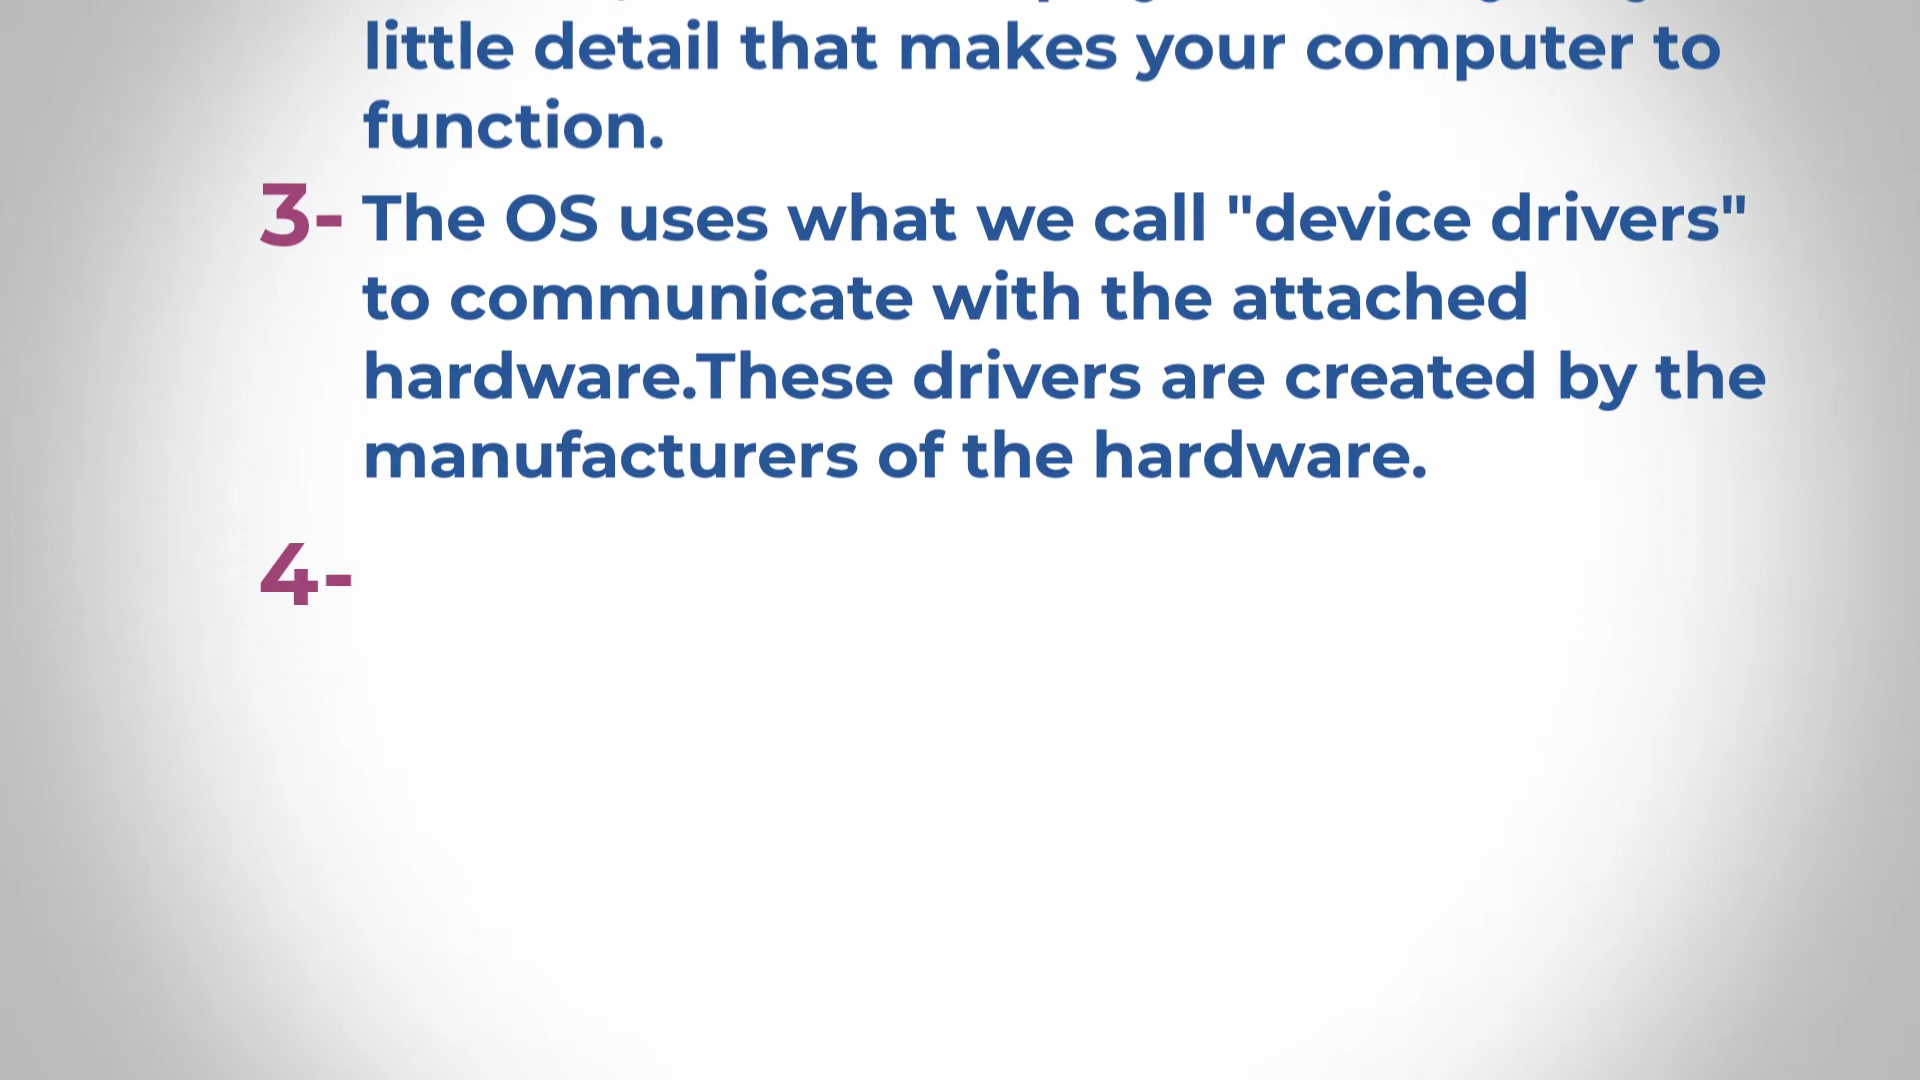 little detail that makes your computer to
function.
3- The OS uses what we call "device drivers"
to communicate with the attached
hardware.These drivers are created by the
manufacturers of the hardware.
4-